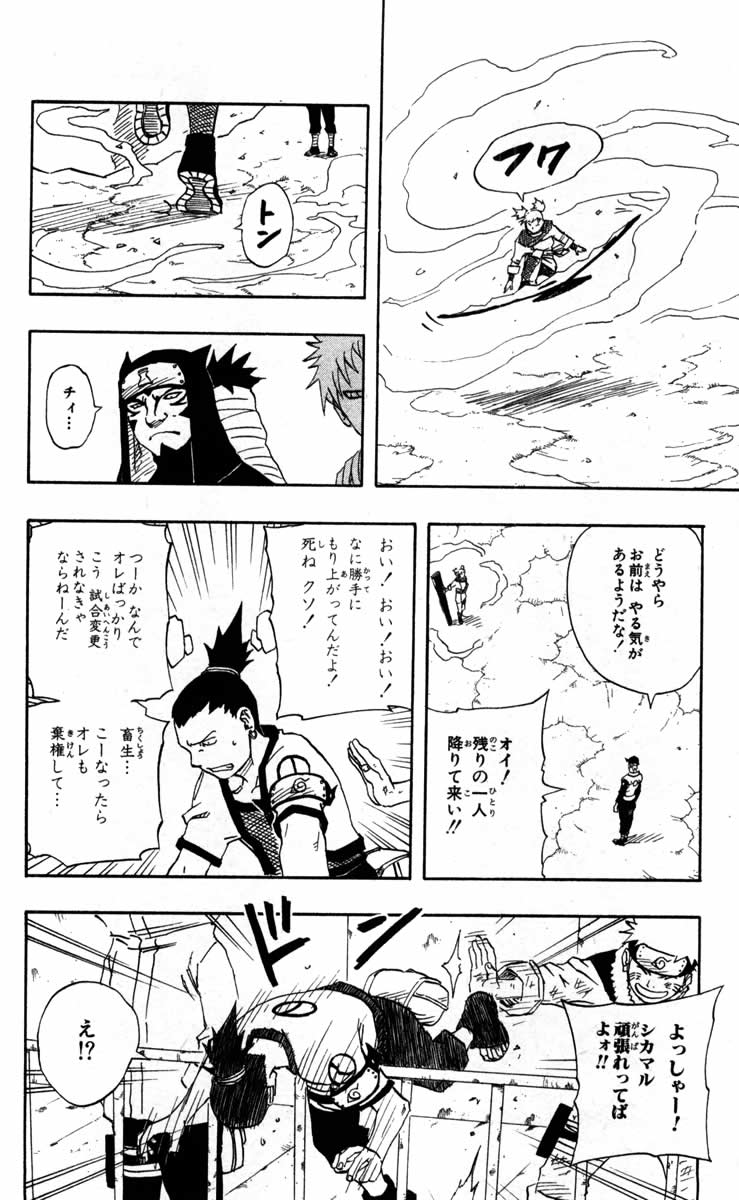 フワ
トン
チィ…
どうやら
お前は やる気が
あるようだな！
オイ！
残りの一人
降りて来い!!
おい！おい！おい！
なに勝手に
もり上がってんだよ！
死ね クソ！
つーか なんで
オレばっかり
こう 試合変更
されなきゃ
ならねーんだ
畜生…
こーなったら
オレも
棄権して…
ドン
よっしゃー！
シカマル
頑張れってば
よォ!!
え!?